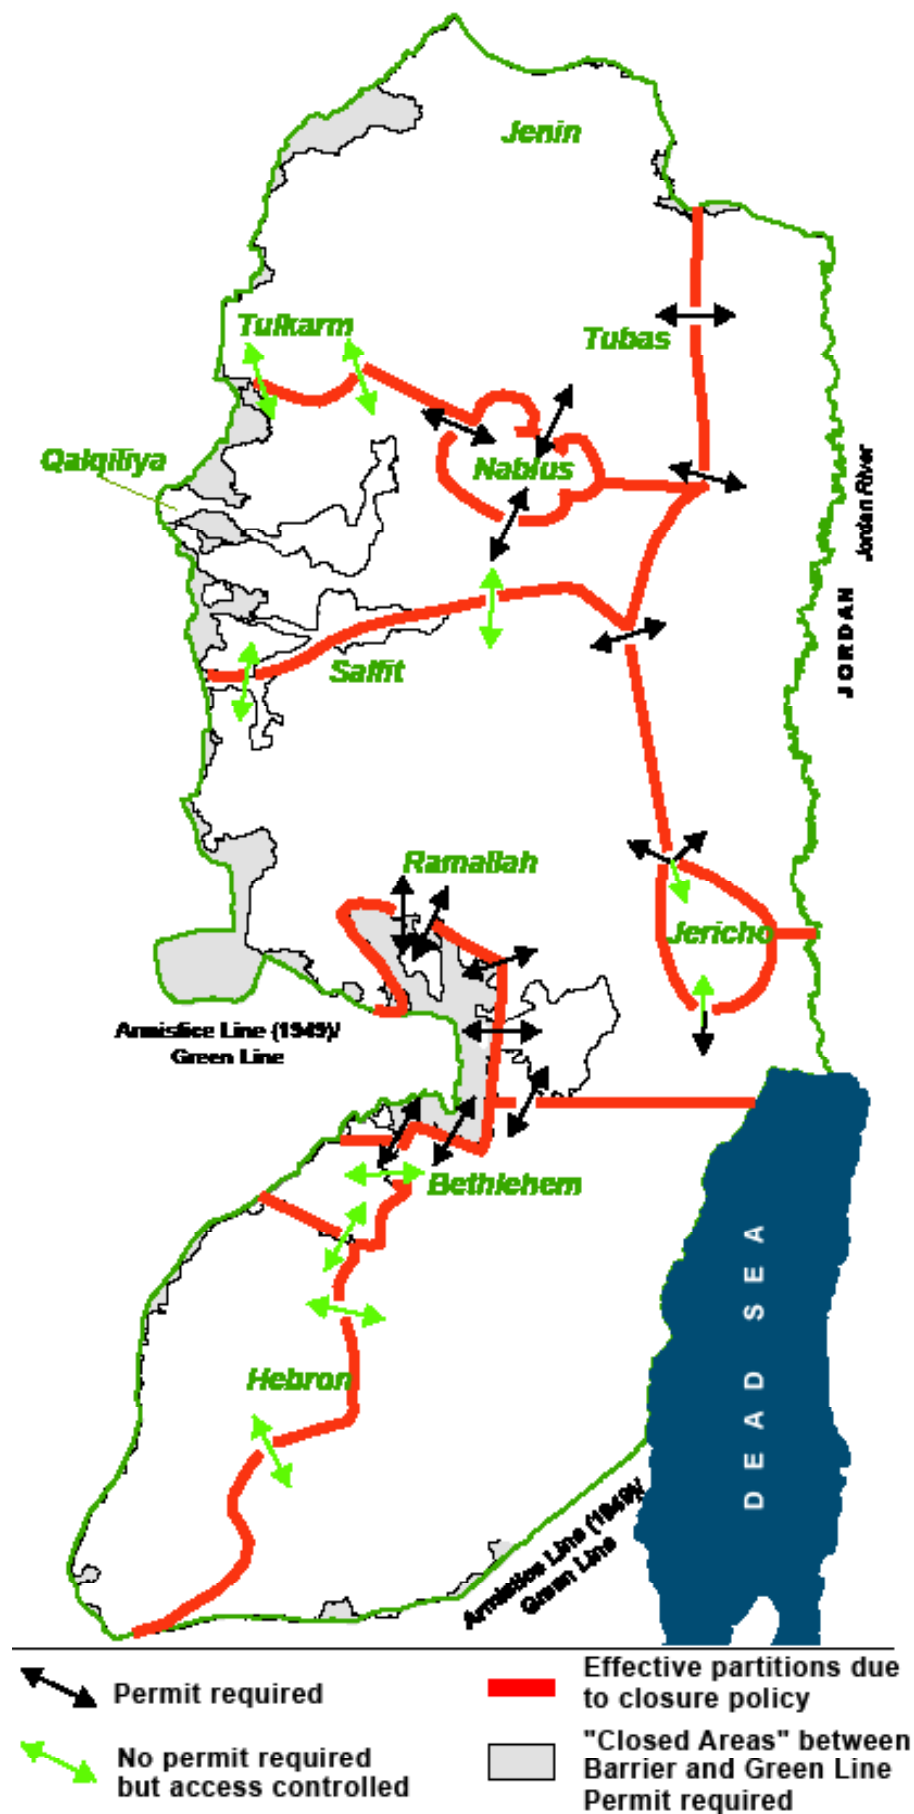 Jenin
Tulkarm
Tubas
Qalqiliya
Nablus
Jordan River
JORDAN
Salfit
Ramallah
Jericho
Armistice Line (1949)/
Green Line
Bethlehem
DEAD SEA
Hebron
Armistice Line (1949)/
Green Line
Permit required
No permit required
but access controlled
Effective partitions due
to closure policy
"Closed Areas" between
Barrier and Green Line
Permit required